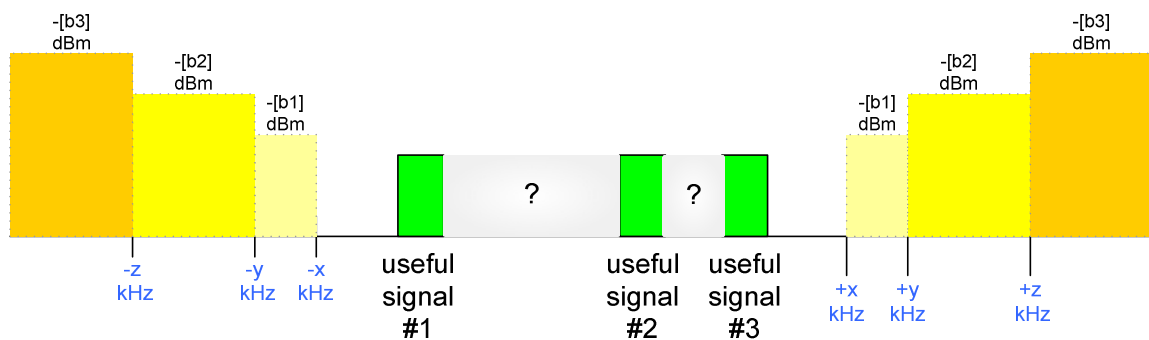 -[b3]
dBm
-[b2]
dBm
-[b1]
dBm
-[b1]
dBm
-[b2]
dBm
-[b3]
dBm
?
?
-z
kHz
-y
kHz
-x
kHz
useful
signal
#1
useful
signal
#2
useful
signal
#3
+x
kHz
+y
kHz
+z
kHz